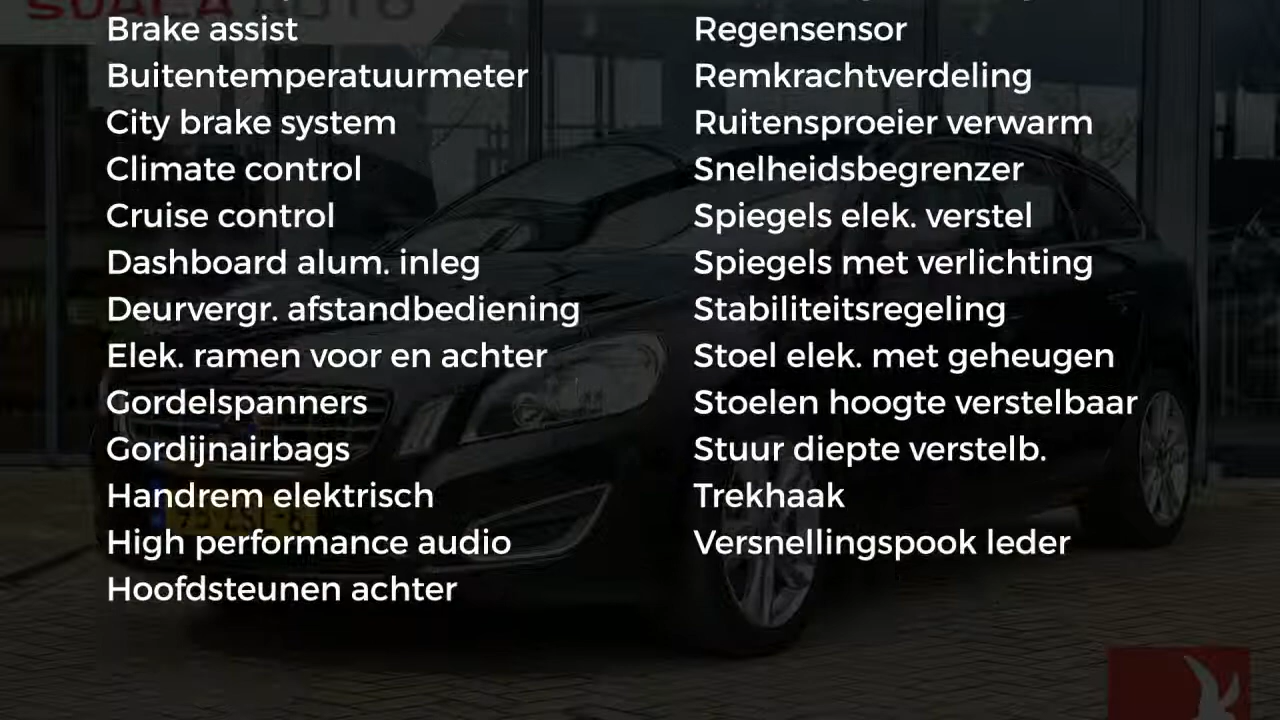 Brake assist
Buitentemperatuurmeter
City brake system
Climate control
Cruise control
Dashboard alum. inleg
Deurvergr. afstandbediening
Elek. ramen voor en achter
Gordelspanners
Gordijnairbags
Handrem elektrisch
High performance audio
Hoofdsteunen achter
Regensensor
Remkrachtverdeling
Ruitensproeier verwarm
Snelheidsbegrenzer
Spiegels elek. verstel
Spiegels met verlichting
Stabiliteitsregeling
Stoel elek. met geheugen
Stoelen hoogte verstelbaar
Stuur diepte verstelb.
Trekhaak
Versnellingspook leder